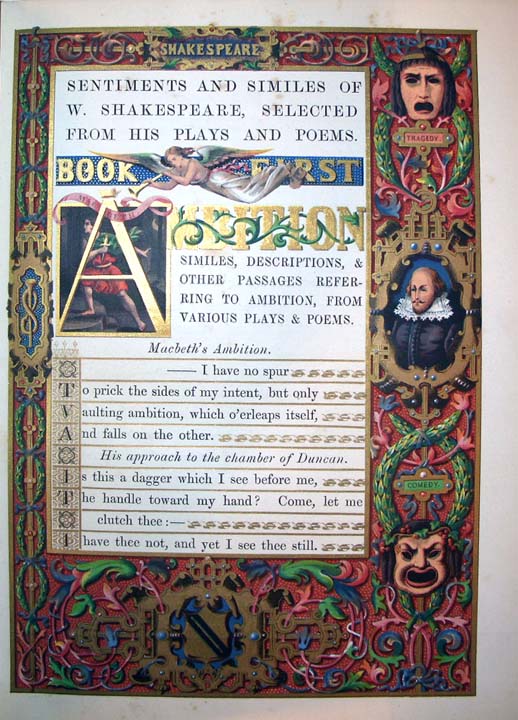 SHAKESPEARE
SENTIMENTS AND SIMILES OF
W. SHAKESPEARE, SELECTED
FROM HIS PLAYS AND POEMS.
BOOK FIRST
AMBITION
SIMILES, DESCRIPTIONS, &
OTHER PASSAGES REFER-
RING TO AMBITION, FROM
VARIOUS PLAYS & POEMS.
Macbeth's Ambition.
—— I have no spur
To prick the sides of my intent, but only
Vaulting ambition, which o'erleaps itself,
And falls on the other.
His approach to the chamber of Duncan.
Is this a dagger which I see before me,
The handle toward my hand? Come, let me
clutch thee:—
I have thee not, and yet I see thee still.
TRAGEDY.
COMEDY.